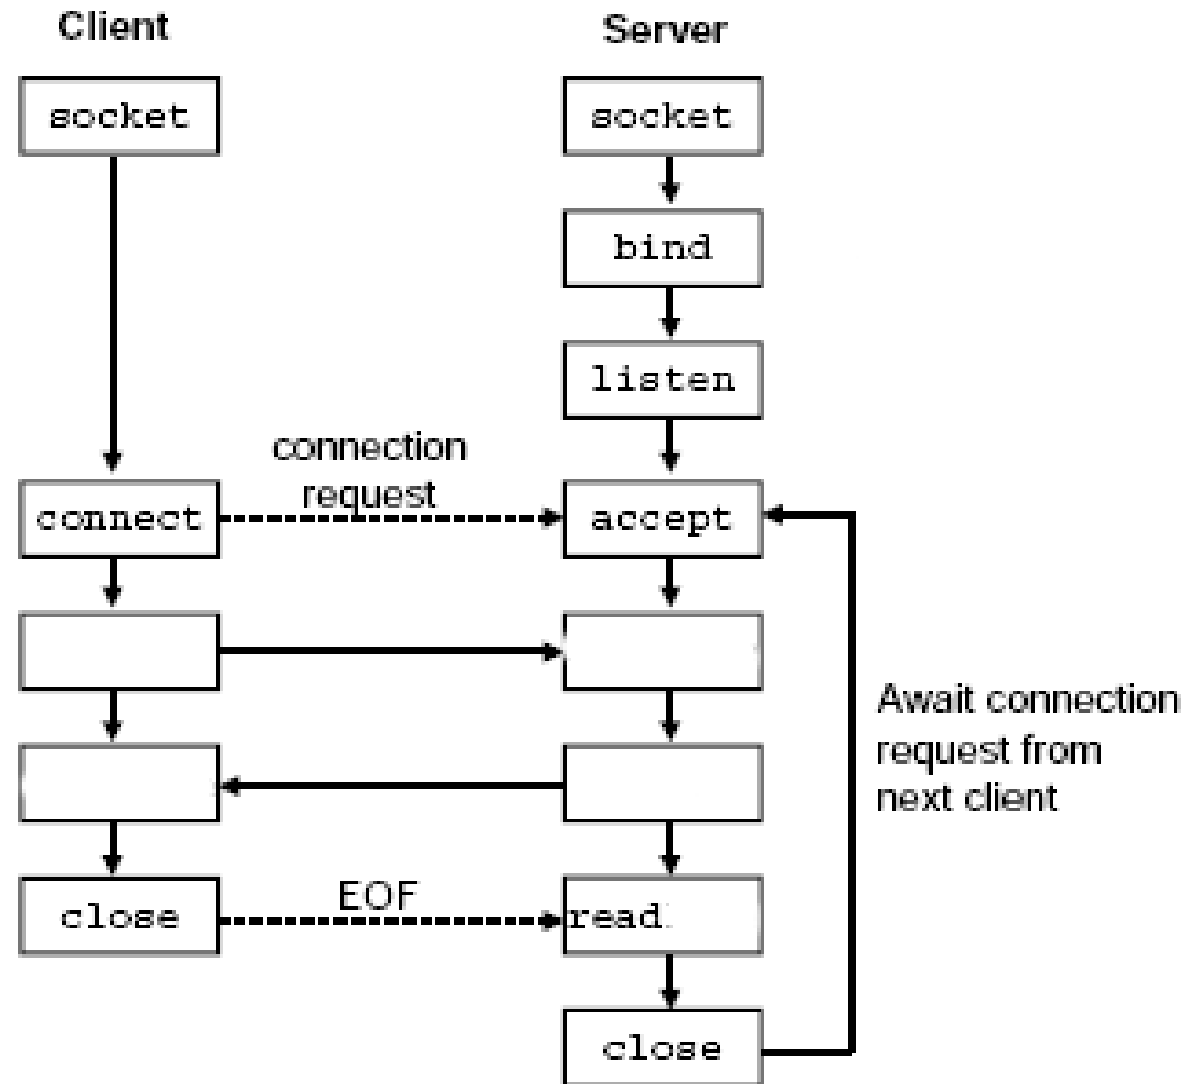 Client
Server
socket
socket
bind
listen
connection
request
connect
accept
Await connection
request from
next client
close
EOF
read
close